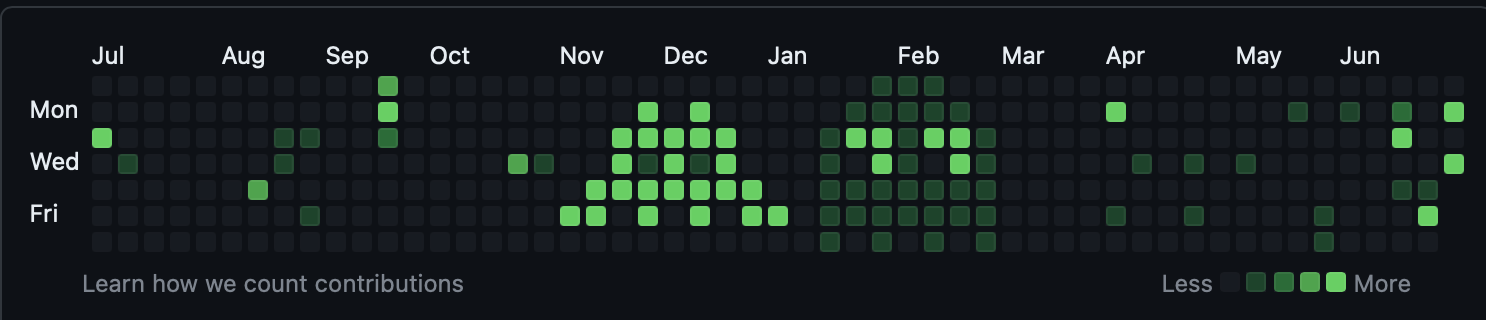 Jul Aug Sep Oct Nov Dec Jan Feb Mar Apr May Jun
Mon
Wed
Fri
Learn how we count contributions Less More